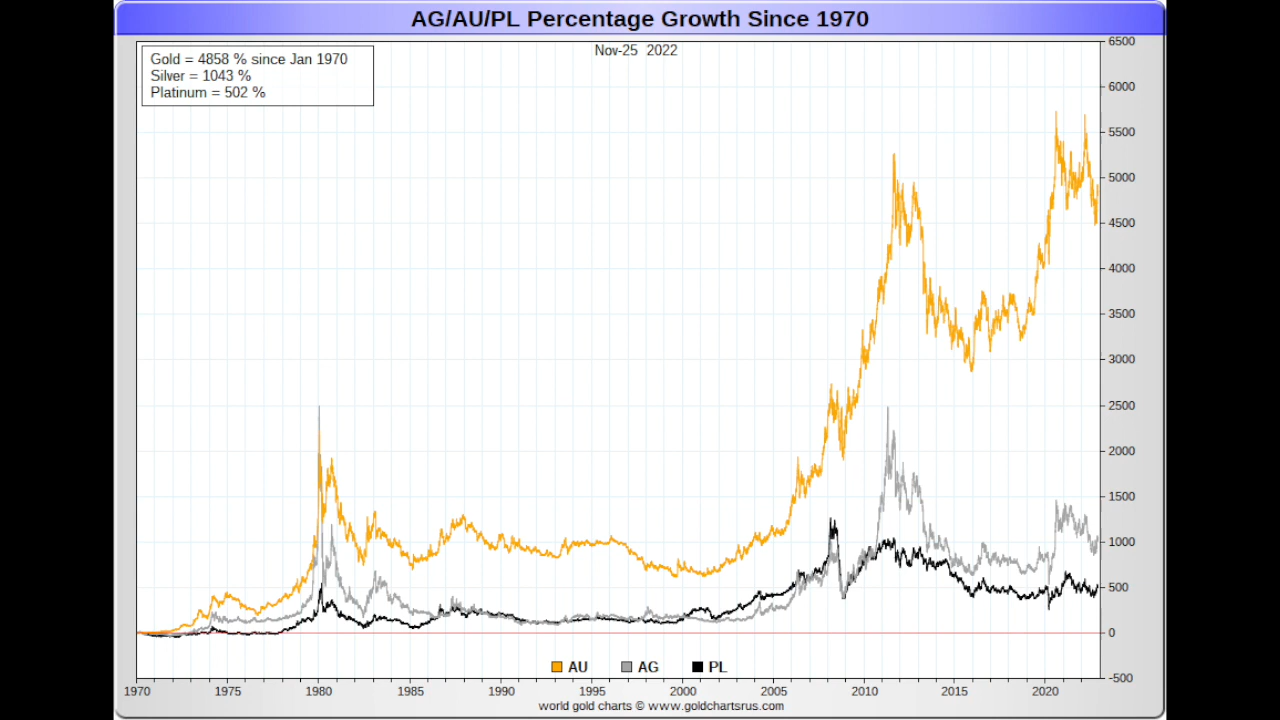 AG/AU/PL Percentage Growth Since 1970
Nov-25 2022
Gold = 4858 % since Jan 1970
Silver = 1043 %
Platinum = 502 %
6500
6000
5500
5000
4500
4000
3500
3000
2500
2000
1500
1000
500
0
-500
AU AG PL
1970 1975 1980 1985 1990 1995 2000 2005 2010 2015 2020
world gold charts © www.goldchartsrus.com